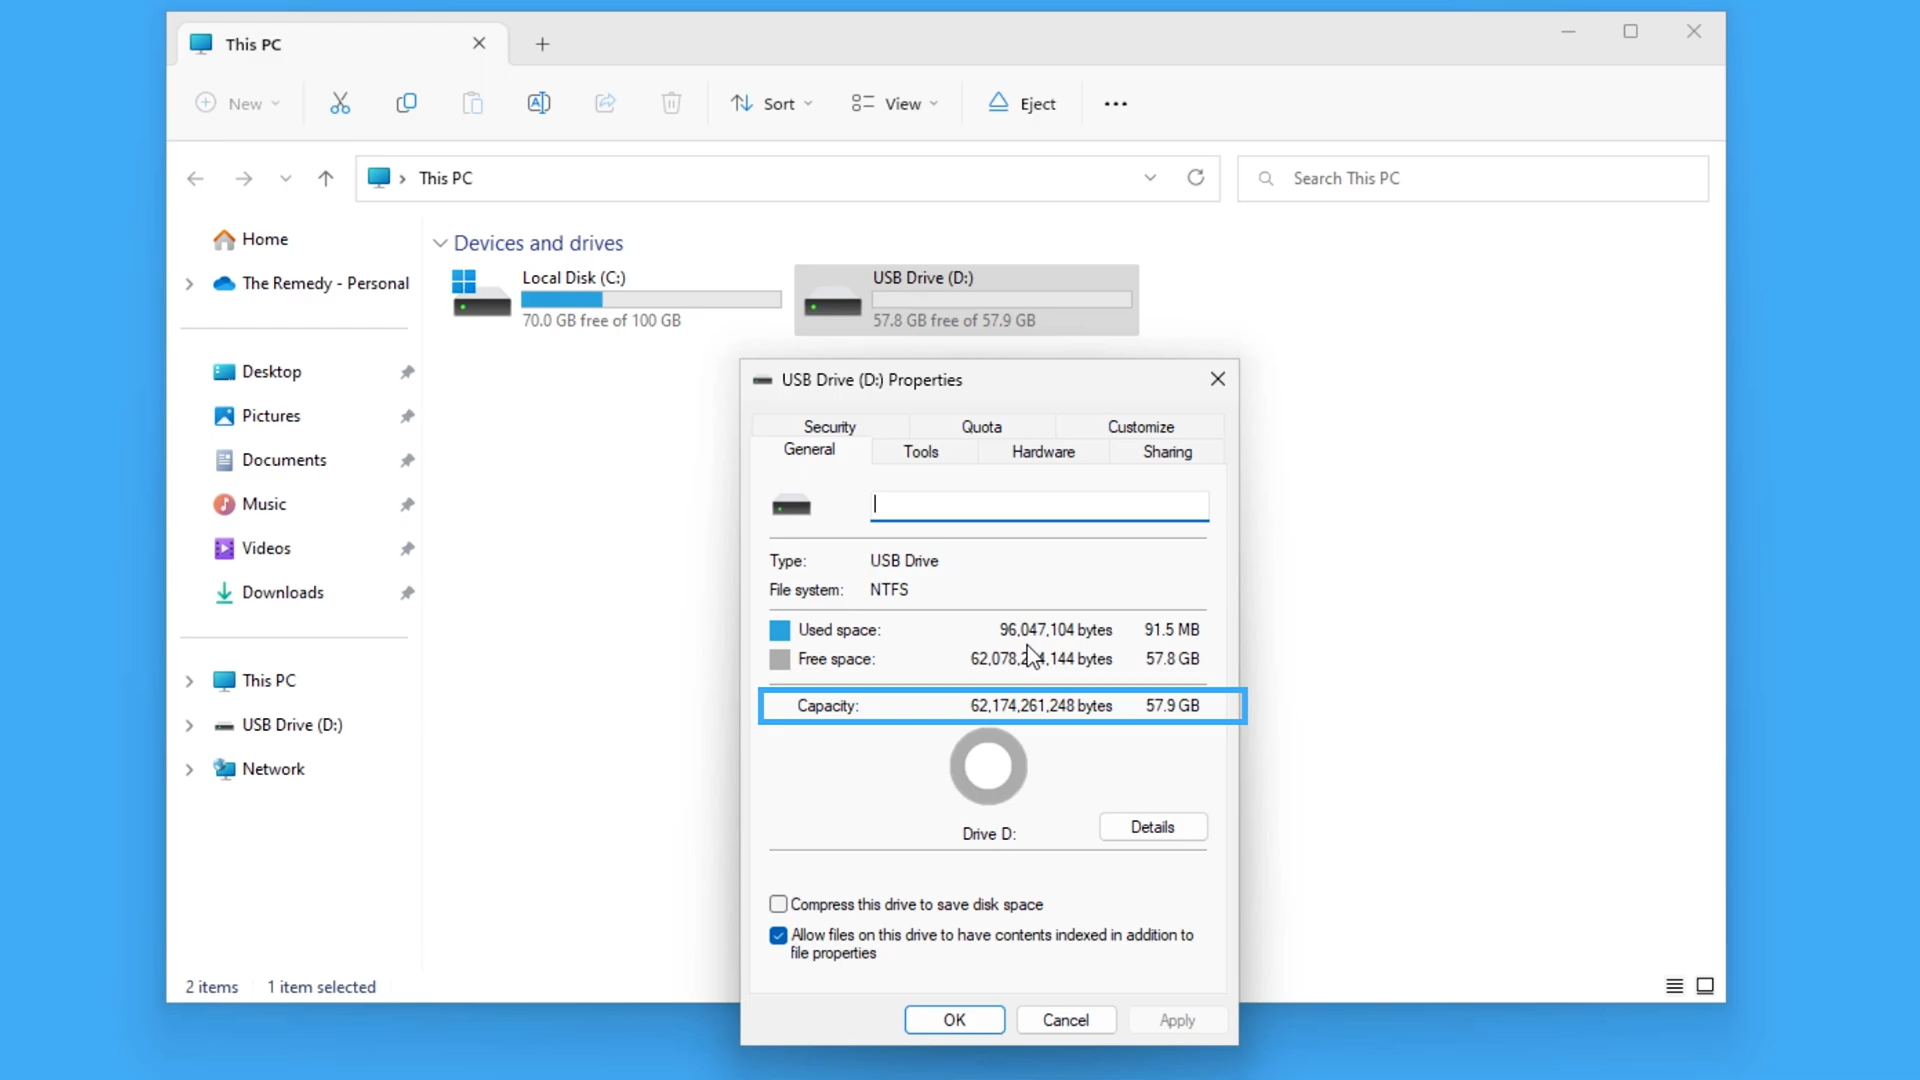 This PC
New
Sort
View
Eject
This PC
Search This PC
Home
The Remedy - Personal
Desktop
Pictures
Documents
Music
Videos
Downloads
This PC
USB Drive (D:)
Network
Devices and drives
Local Disk (C:)
70.0 GB free of 100 GB
USB Drive (D:)
57.8 GB free of 57.9 GB
USB Drive (D:) Properties
Security Quota Customize
General Tools Hardware Sharing
Type: USB Drive
File system: NTFS
Used space: 96,047,104 bytes 91.5 MB
Free space: bytes 57.8 GB
Capacity: 62,174,261,248 bytes 57.9 GB
Drive D:
Details
Compress this drive to save disk space
Allow files on this drive to have contents indexed in addition to
file properties
OK Cancel Apply
2 items 1 item selected